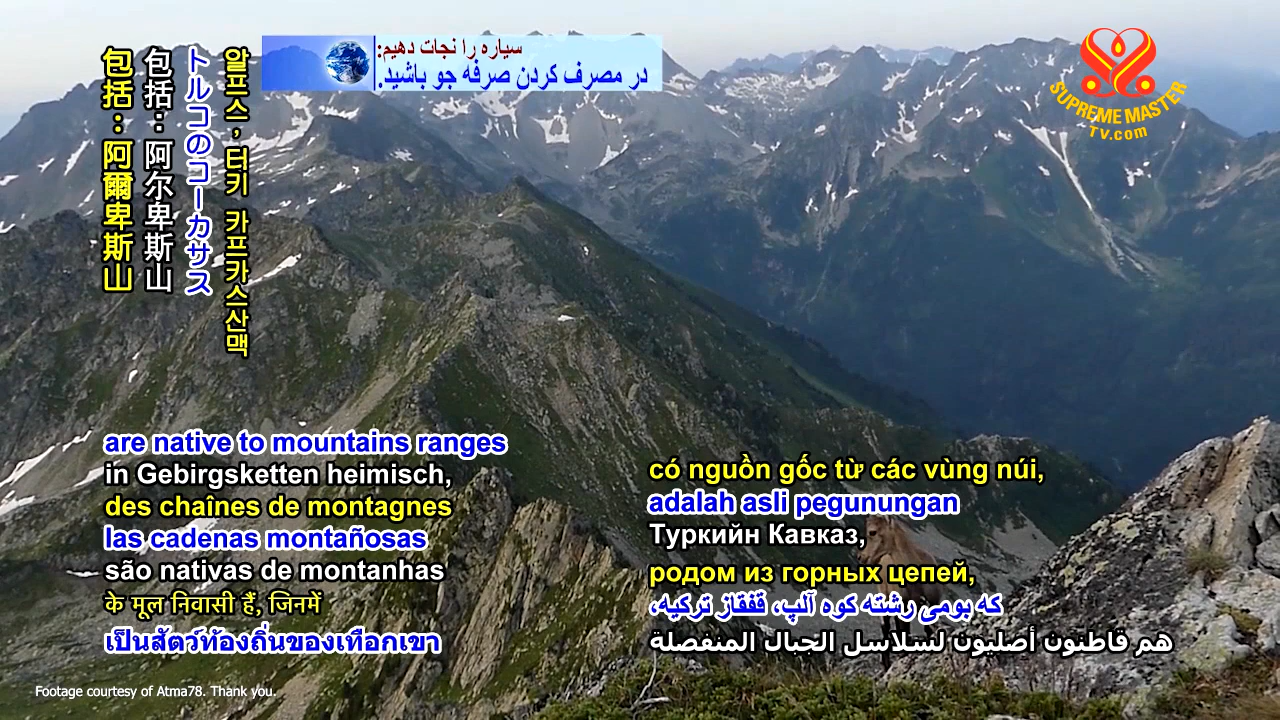 سیاره را نجات دهیم:
در مصرف کردن صرفه جو باشید.
SUPREME MASTER
TV.com
包括：阿爾卑斯山
包括：阿尔卑斯山
トルコのコーカサス
알프스, 터키 카프카스산맥
are native to mountains ranges
in Gebirgsketten heimisch,
des chaînes de montagnes
las cadenas montañosas
são nativas de montanhas
के मूल निवासी हैं, जिनमें
เป็นสัตว์ท้องถิ่นของเทือกเขา
có nguồn gốc từ các vùng núi,
adalah asli pegunungan
Туркийн Кавказ,
родом из горных цепей,
که بومی رشته کوه آلپ، قفقاز ترکیه،
هم قاطنون أصليون لسلاسل الجبال المنفصلة
Footage courtesy of Atma78. Thank you.